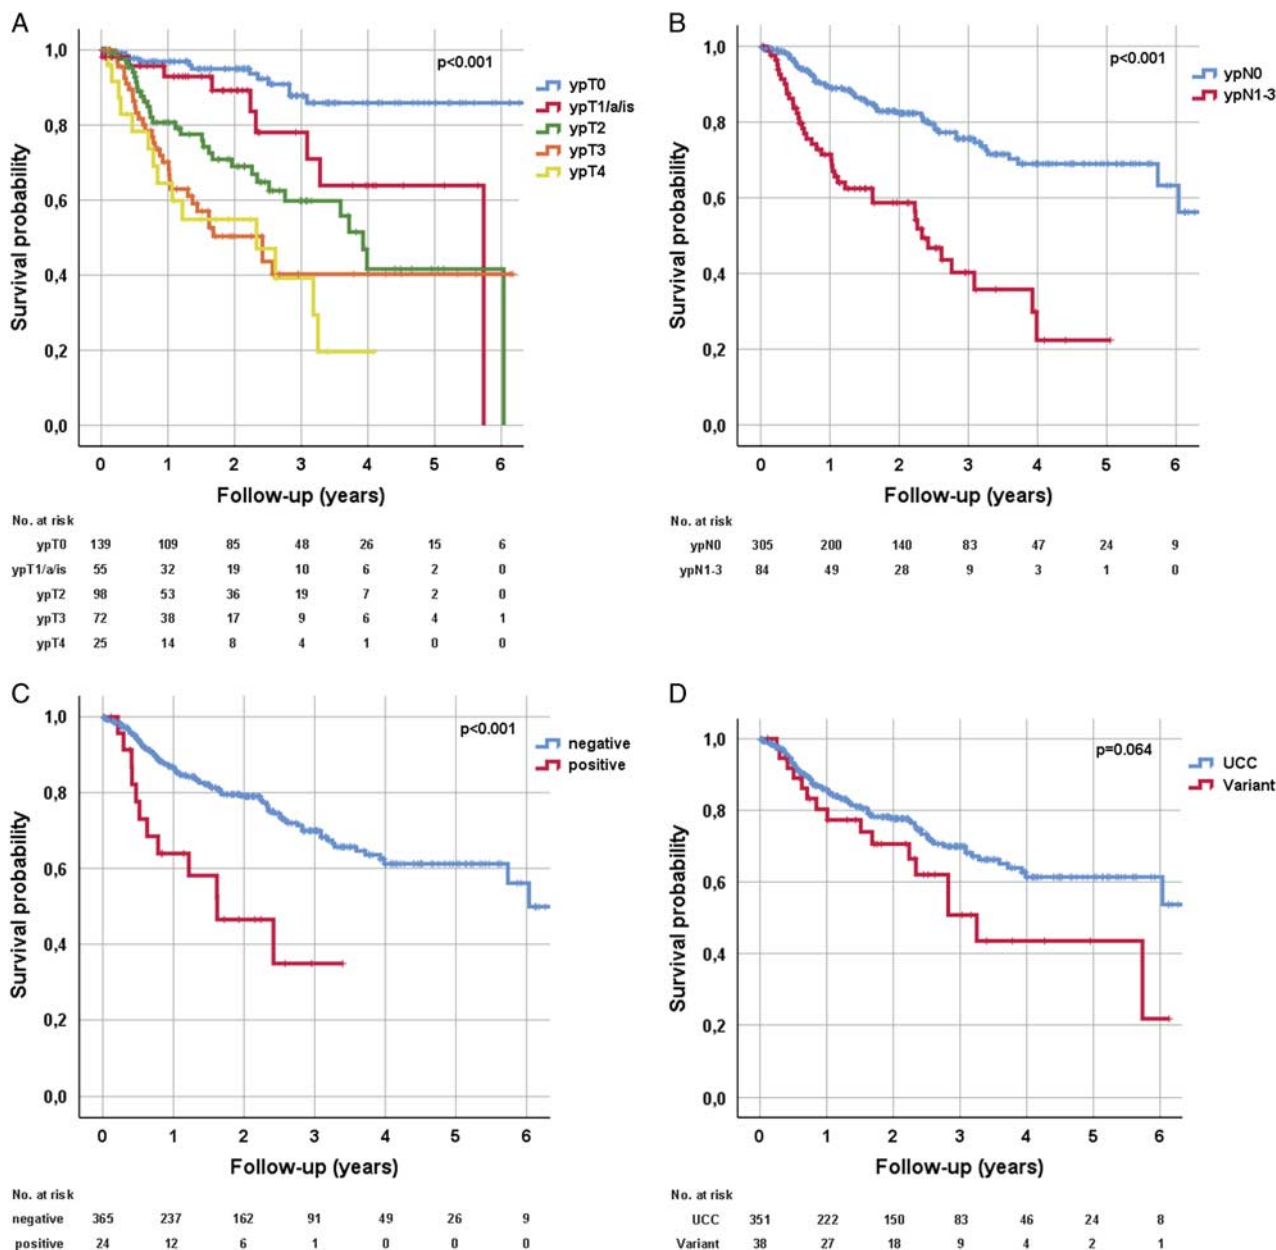 A
p<0.001
ypT0
ypT1/a/is
ypT2
ypT3
ypT4
Survival probability
1,0
0,8
0,6
0,4
0,2
0,0
0 1 2 3 4 5 6
Follow-up (years)
No. at risk
ypT0 139 109 85 48 26 15 6
ypT1/a/is 55 32 19 10 6 2 0
ypT2 98 53 36 19 7 2 0
ypT3 72 38 17 9 6 4 1
ypT4 25 14 8 4 1 0 0
B
p<0.001
ypN0
ypN1-3
Survival probability
1,0
0,8
0,6
0,4
0,2
0,0
0 1 2 3 4 5 6
Follow-up (years)
No. at risk
ypN0 305 200 140 83 47 24 9
ypN1-3 84 49 28 9 3 1 0
C
p<0.001
negative
positive
Survival probability
1,0
0,8
0,6
0,4
0,2
0,0
0 1 2 3 4 5 6
Follow-up (years)
No. at risk
negative 365 237 162 91 49 26 9
positive 24 12 6 1 0 0 0
D
p=0.064
UCC
Variant
Survival probability
1,0
0,8
0,6
0,4
0,2
0,0
0 1 2 3 4 5 6
Follow-up (years)
No. at risk
UCC 351 222 150 83 46 24 8
Variant 38 27 18 9 4 2 1